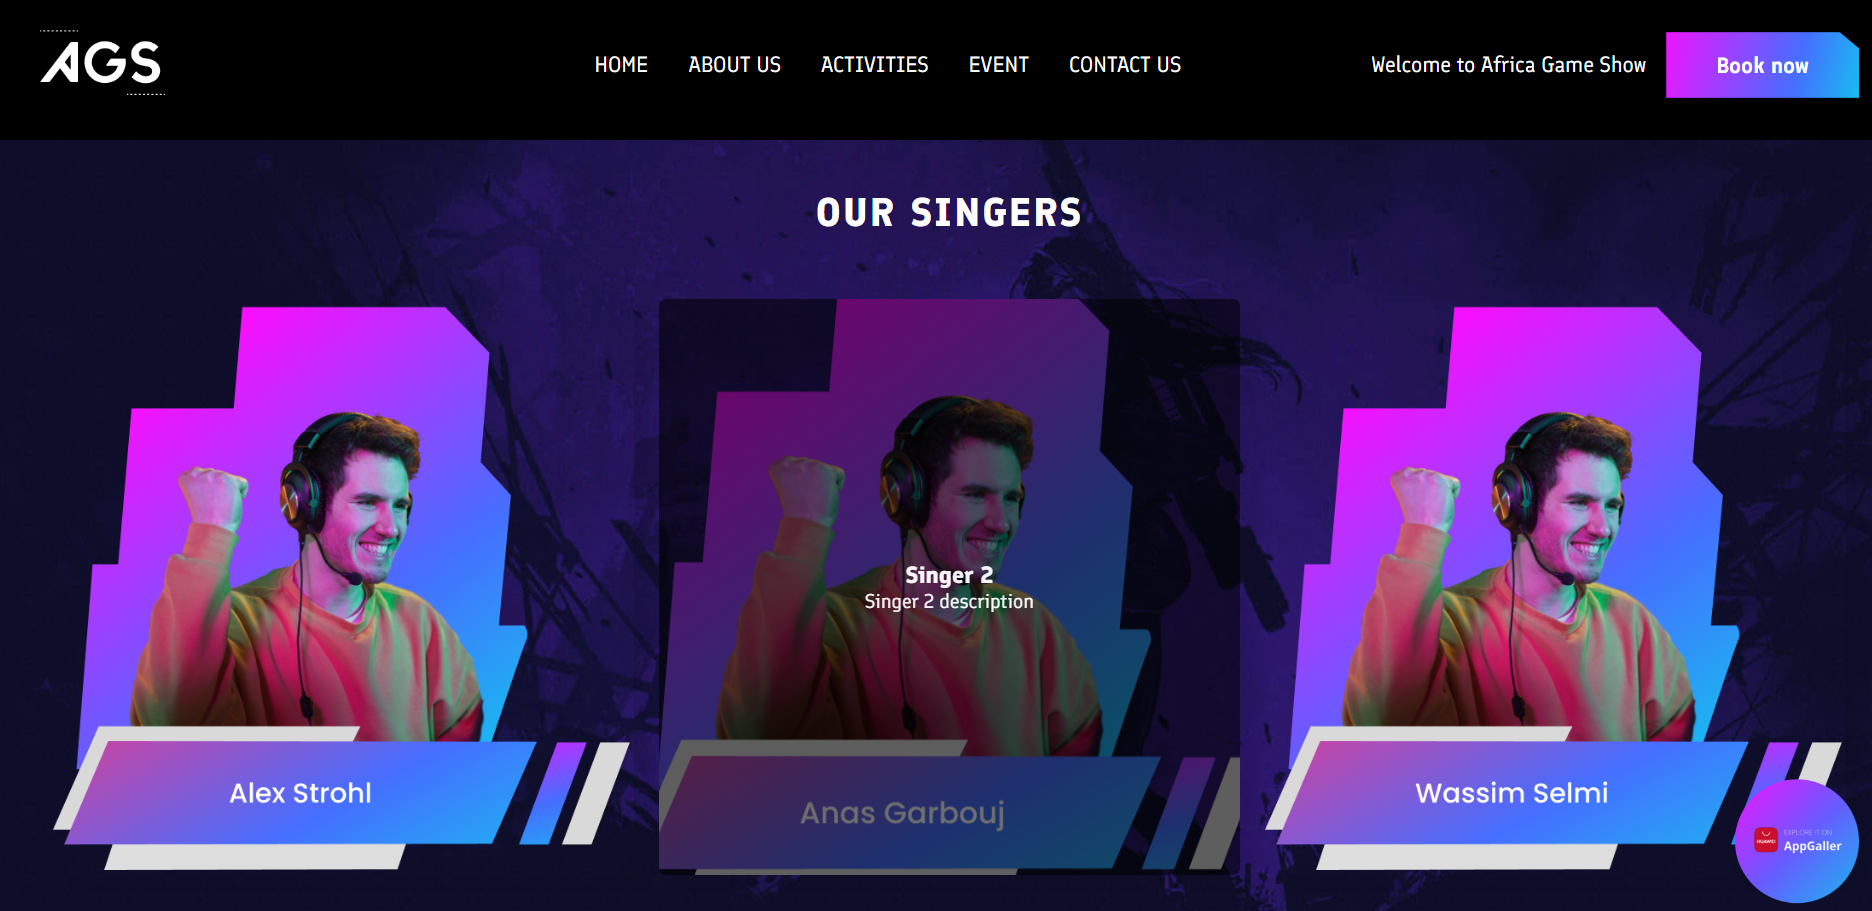 AGS
HOME ABOUT US ACTIVITIES EVENT CONTACT US
Welcome to Africa Game Show
Book now
OUR SINGERS
Singer 2
Singer 2 description
Alex Strohl
Anas Garbouj
Wassim Selmi
EXPLORE IT ON
HUAWEI
AppGaller